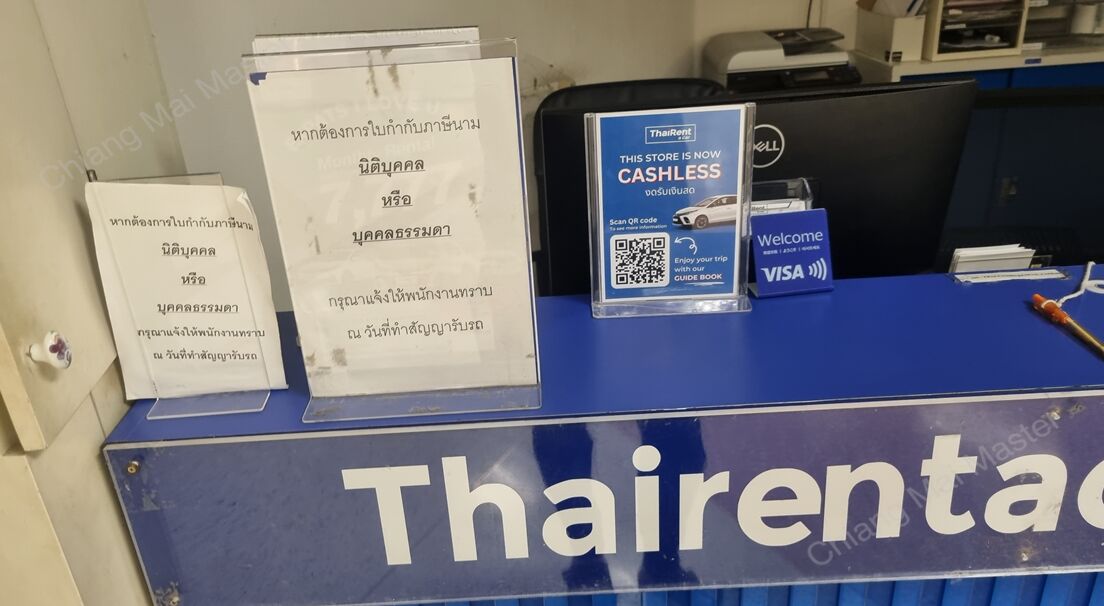 หากต้องการใบกำกับภาษีนาม
นิติบุคคล
หรือ
บุคคลธรรมดา
กรุณาแจ้งให้พนักงานทราบ
ณ วันที่ทำสัญญารับรถ
หากต้องการใบกำกับภาษีนาม
นิติบุคคล
หรือ
บุคคลธรรมดา
กรุณาแจ้งให้พนักงานทราบ
ณ วันที่ทำสัญญารับรถ
ThaiRent
a car
THIS STORE IS NOW
CASHLESS
งดรับเงินสด
Scan QR code
To see more information
Enjoy your trip
with our
GUIDE BOOK
DELL
Welcome
VISA
Thairentac
Chiang Mai Master
Chiang Mai Master